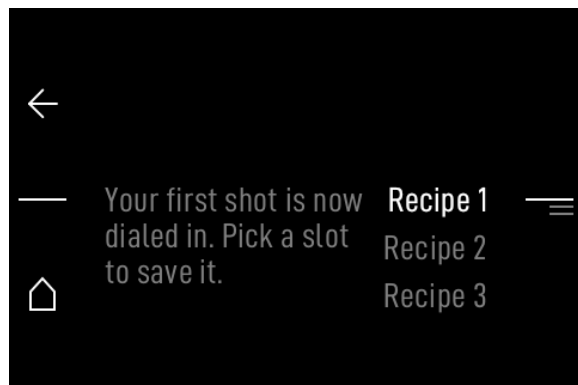 Your first shot is now
dialed in. Pick a slot
to save it.
Recipe 1
Recipe 2
Recipe 3